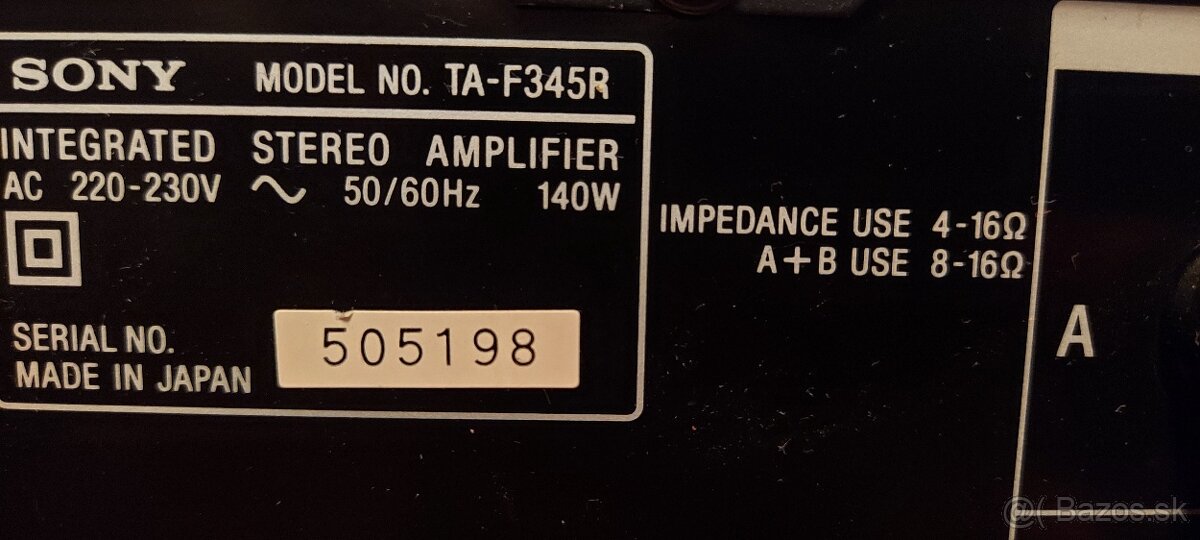 SONY MODEL NO. TA-F345R
INTEGRATED STEREO AMPLIFIER
AC 220-230V ∿ 50/60Hz 140W
SERIAL NO. 505198
MADE IN JAPAN
IMPEDANCE USE 4-16Ω
A+B USE 8-16Ω
A
@( Bazos.sk